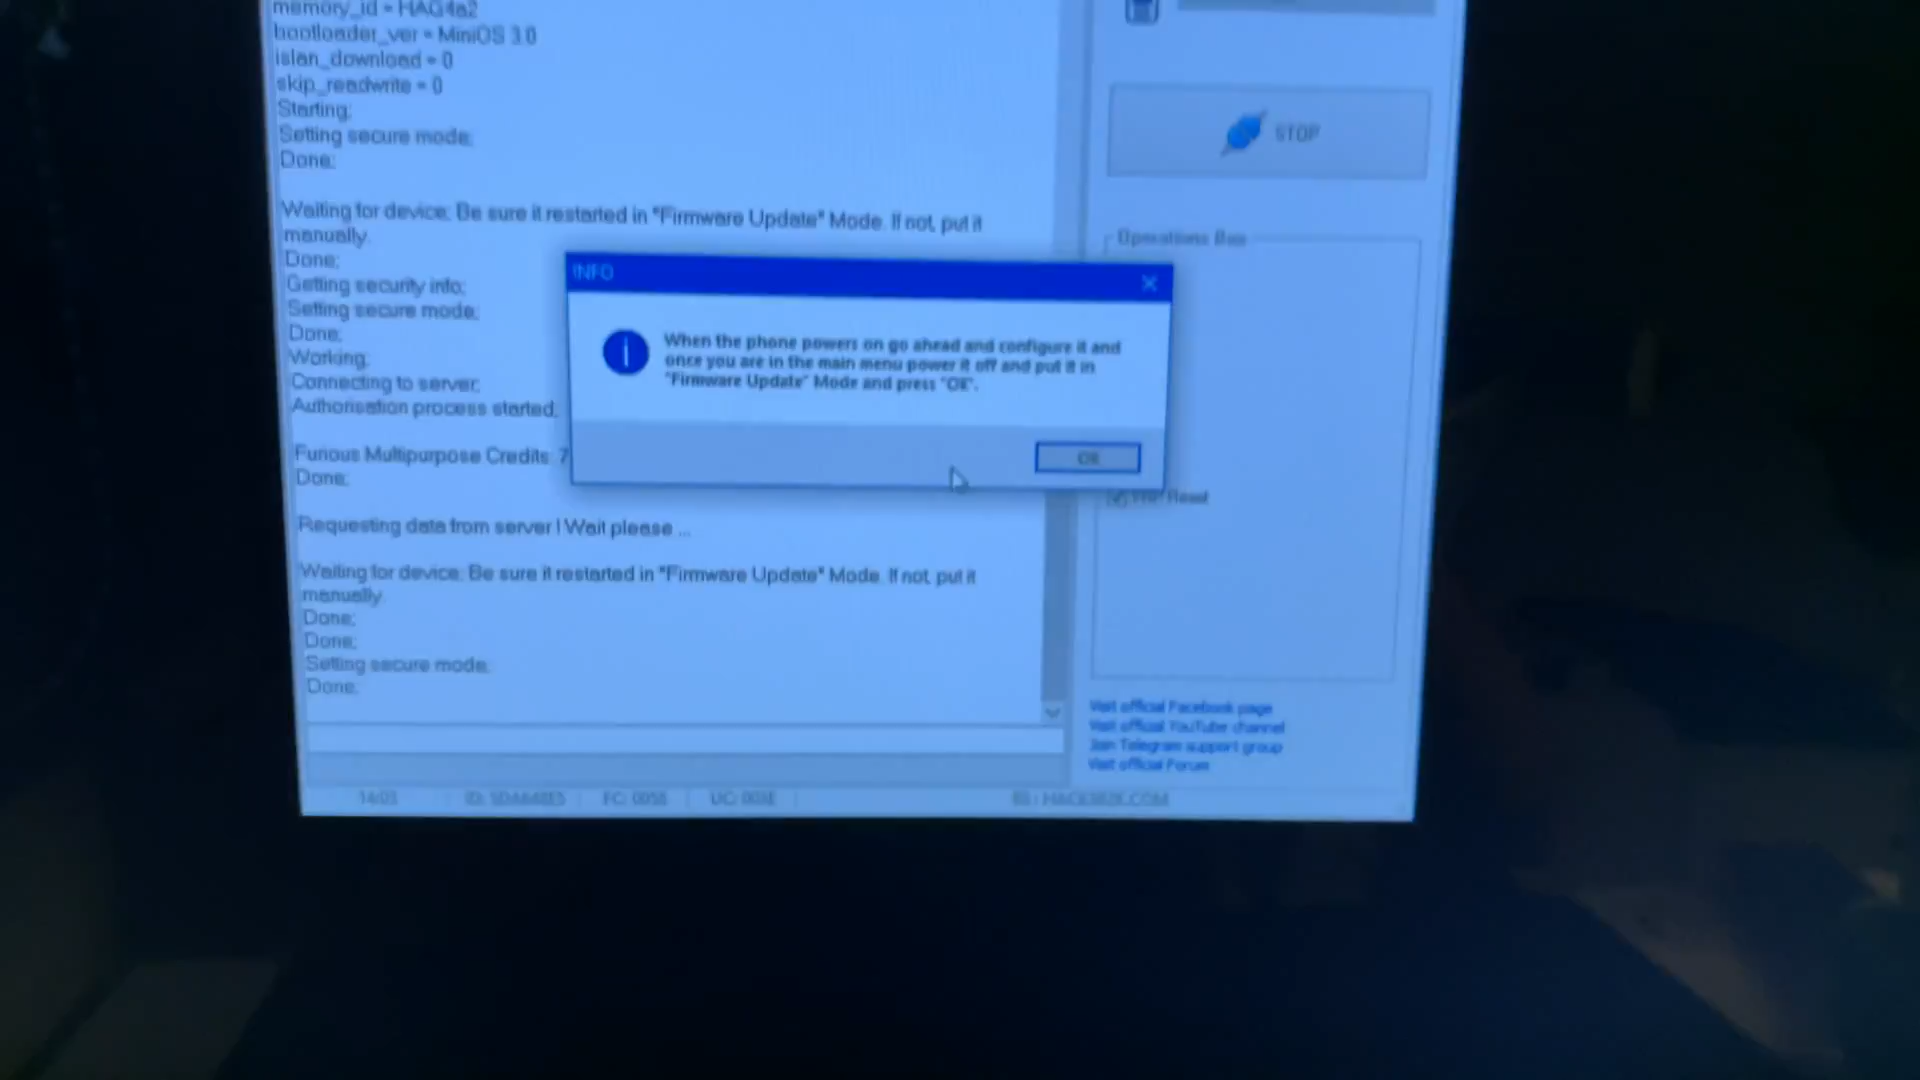 memory_id = HAG4a2
bootloader_ver = MiniOS 3.0
islan_download = 0
skip_readwrite = 0
Starting;
Setting secure mode;
Done;
Waiting for device; Be sure it restarted in "Firmware Update" Mode. If not, put it
manually.
Done;
Getting security info;
Setting secure mode;
Done;
Working;
Connecting to server;
Authorisation process started;
Furious Multipurpose Credits: 7
Done;
Requesting data from server ! Wait please ...
Waiting for device; Be sure it restarted in "Firmware Update" Mode. If not, put it
manually.
Done;
Done;
Setting secure mode;
Done;
INFO
When the phone powers on go ahead and configure it and
once you are in the main menu power it off and put it in
"Firmware Update" Mode and press "OK".
OK
STOP
Operations Box
Visit official Facebook page
Visit official YouTube channel
Join Telegram support group
Visit official Forum
14:03
FC: 0058